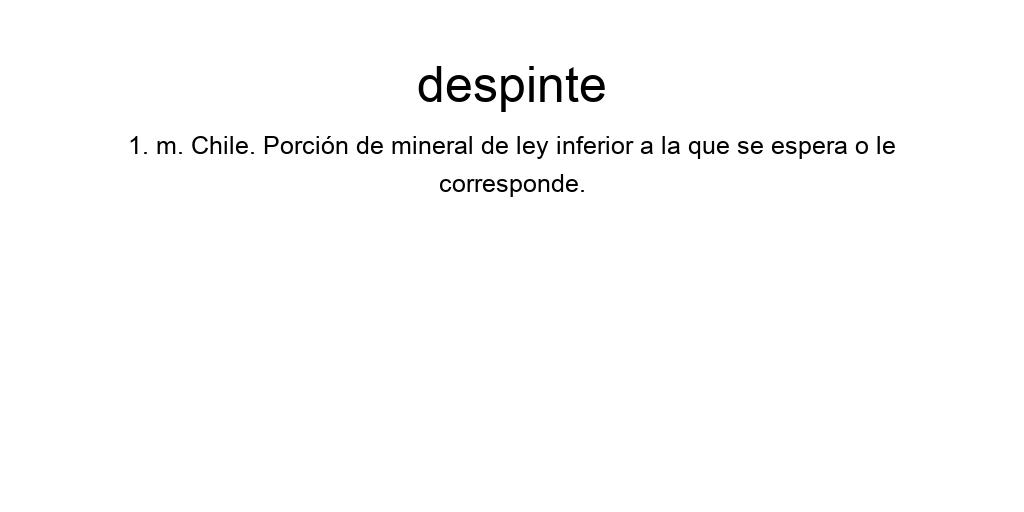 despinte
1. m. Chile. Porción de mineral de ley inferior a la que se espera o le
corresponde.